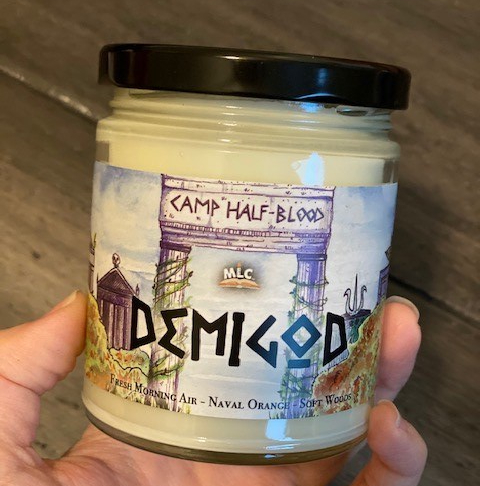 CAMP HALF-BLOOD
MLC
DEMIGOD
Fresh Morning Air - Naval Orange - Soft Woods